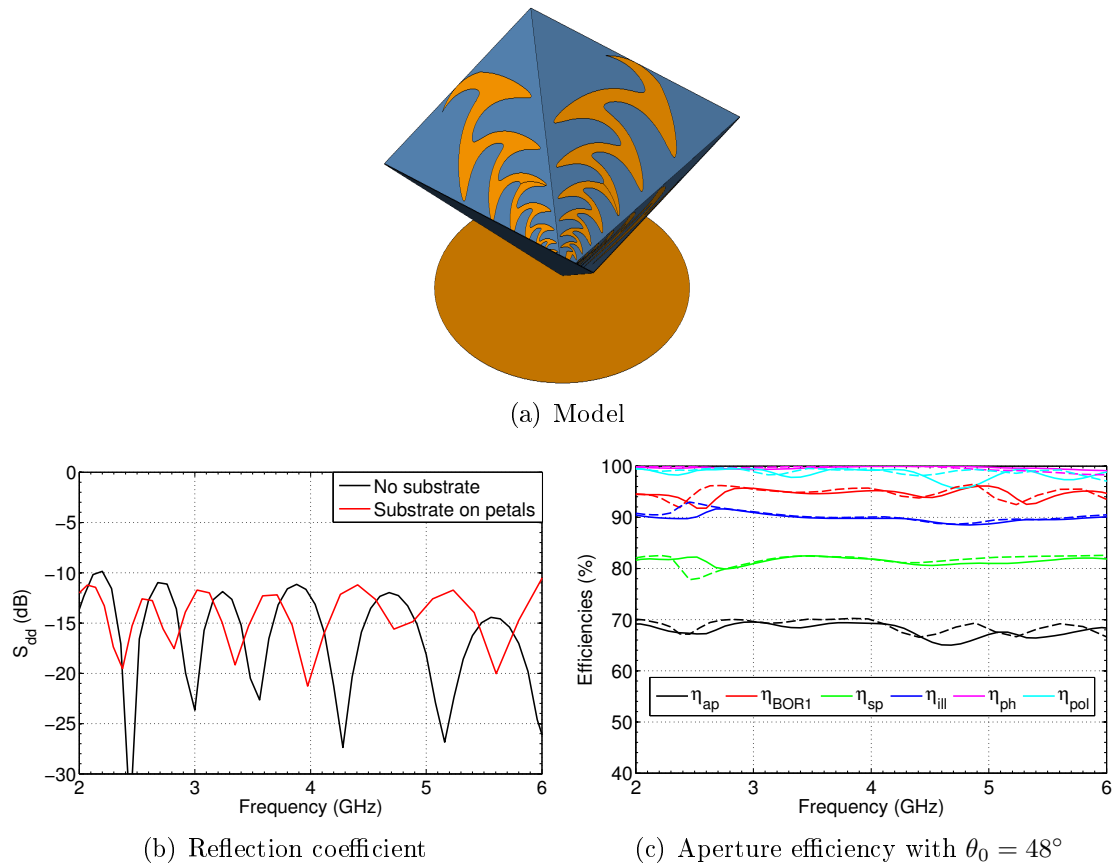 (a) Model
0
−5
−10
−15
−20
−25
−30
S_dd (dB)
No substrate
Substrate on petals
2 3 4 5 6
Frequency (GHz)
(b) Reflection coefficient
100
90
80
70
60
50
40
Efficiencies (%)
η_ap η_BOR1 η_sp η_ill η_ph η_pol
2 3 4 5 6
Frequency (GHz)
(c) Aperture efficiency with θ₀ = 48°